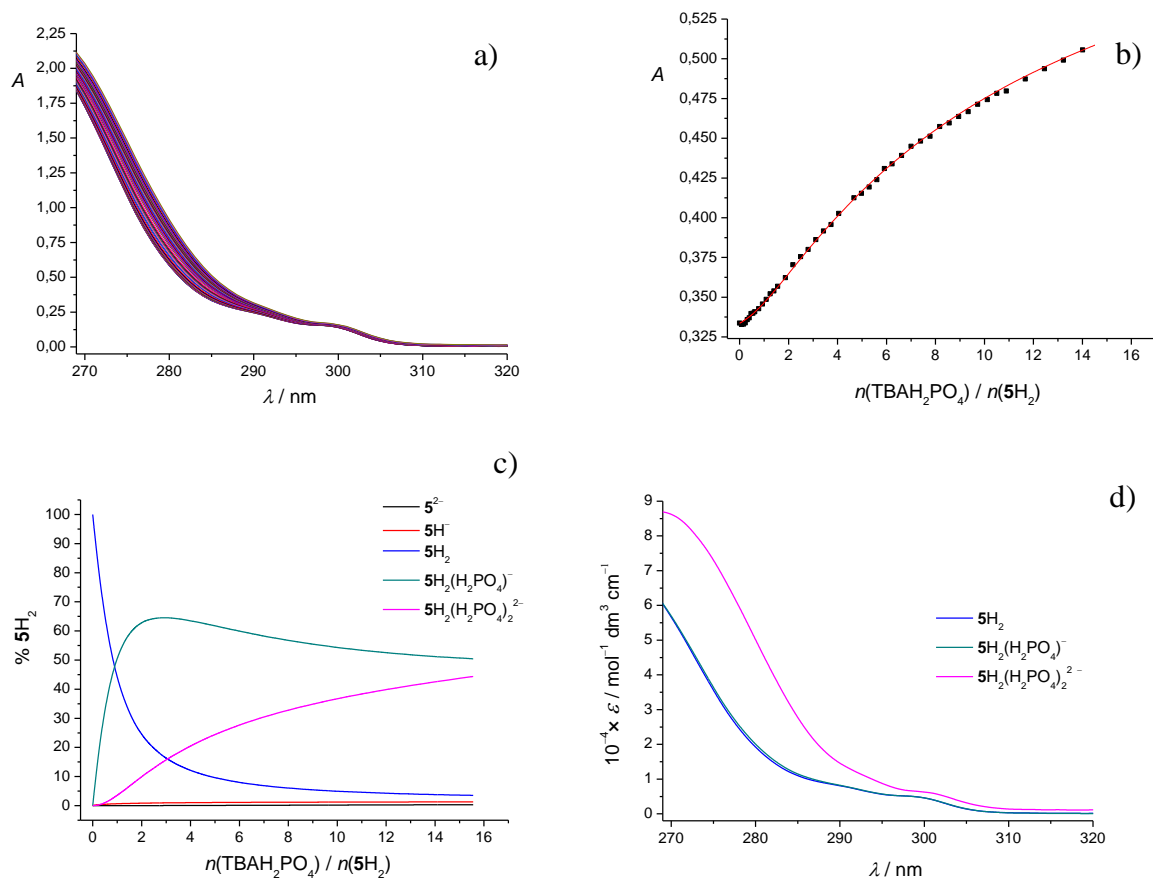 a)
A
2,25
2,00
1,75
1,50
1,25
1,00
0,75
0,50
0,25
0,00
270 280 290 300 310 320
λ / nm
b)
A
0,525
0,500
0,475
0,450
0,425
0,400
0,375
0,350
0,325
0 2 4 6 8 10 12 14 16
n(TBAH₂PO₄) / n(5H₂)
c)
% 5H₂
100
90
80
70
60
50
40
30
20
10
0
5²⁻
5H⁻
5H₂
5H₂(H₂PO₄)⁻
5H₂(H₂PO₄)₂²⁻
0 2 4 6 8 10 12 14 16
n(TBAH₂PO₄) / n(5H₂)
d)
10⁻⁴ × ε / mol⁻¹ dm³ cm⁻¹
9
8
7
6
5
4
3
2
1
0
5H₂
5H₂(H₂PO₄)⁻
5H₂(H₂PO₄)₂²⁻
270 280 290 300 310 320
λ / nm